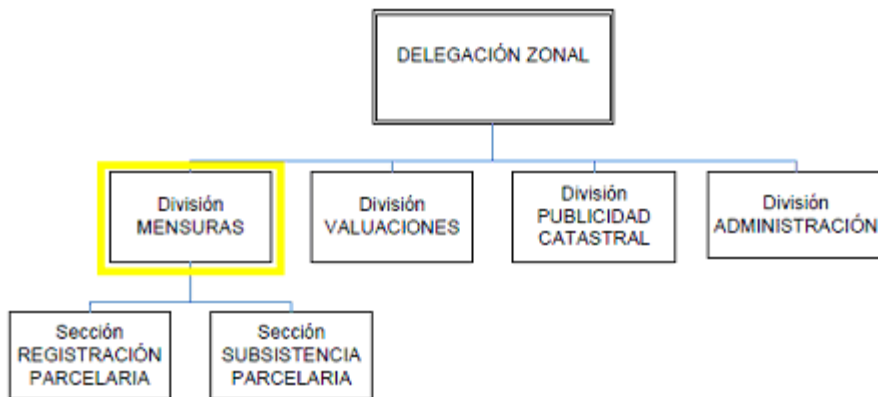 DELEGACIÓN ZONAL
División
MENSURAS
División
VALUACIONES
División
PUBLICIDAD
CATASTRAL
División
ADMINISTRACIÓN
Sección
REGISTRACIÓN
PARCELARIA
Sección
SUBSISTENCIA
PARCELARIA